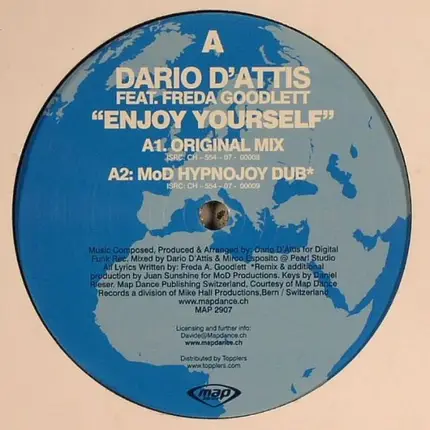 A
DARIO D'ATTIS
FEAT. FREDA GOODLETT
"ENJOY YOURSELF"
A1. ORIGINAL MIX
ISRC: CH - 554 - 07 - 00008
A2: MoD HYPNOJOY DUB*
ISRC: CH - 554 - 07 - 00009
Music Composed, Produced & Arranged by: Dario D'Attis for Digital
Funk Rec. Mixed by Dario D'Attis & Mirco Esposito @ Pearl Studio
All Lyrics Written by: Freda A. Goodlett *Remix & additional
production by Juan Sunshine for MoD Productions. Keys by Daniel
Rieser. Map Dance Publishing Switzerland, Courtesy of Map Dance
Records a division of Mike Hall Productions,Bern / Switzerland
www.mapdance.ch
MAP 2907
Licensing and further info:
Davide@Mapdance.ch
www.mapdance.ch
Distributed by Topplers
www.topplers.com
map